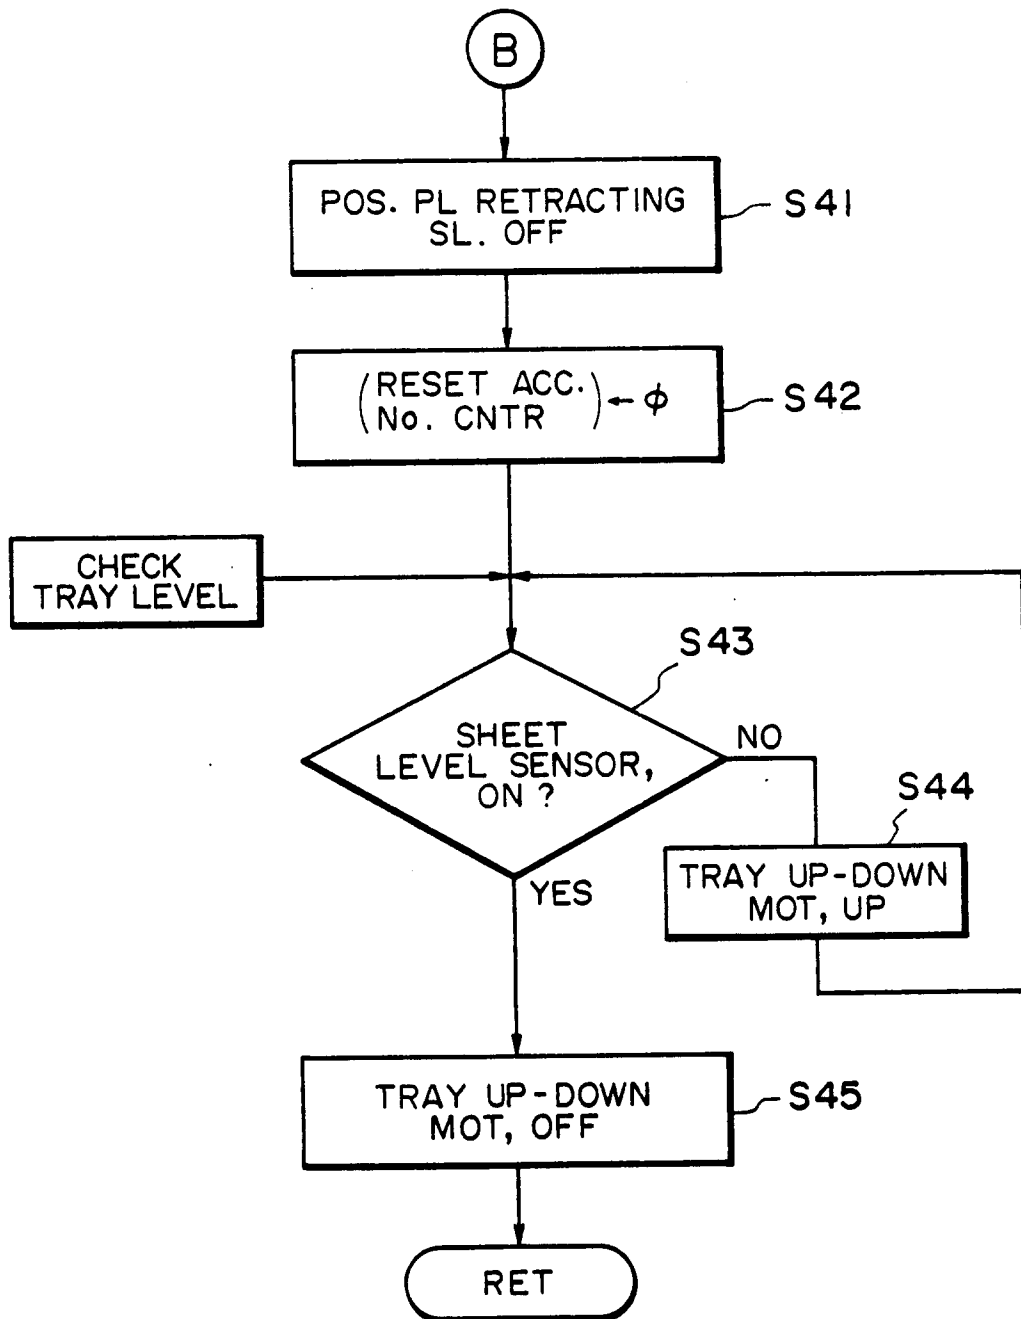 B
POS. PL RETRACTING
SL. OFF
S41
(RESET ACC.
No. CNTR) ← ϕ
S42
CHECK
TRAY LEVEL
S43
SHEET
LEVEL SENSOR,
ON ?
NO
S44
TRAY UP-DOWN
MOT, UP
YES
TRAY UP-DOWN
MOT, OFF
S45
RET